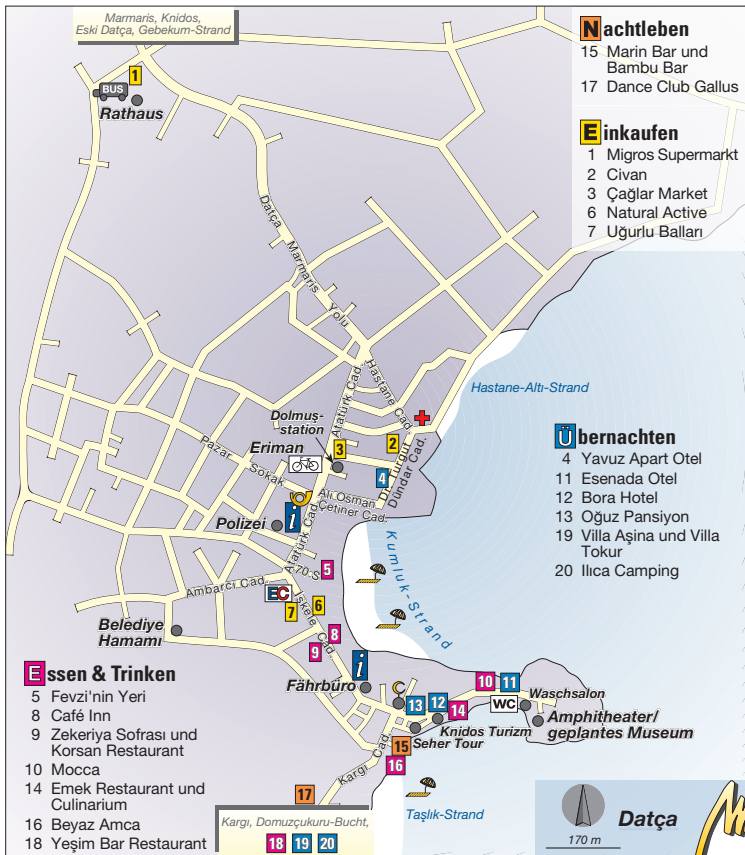 Marmaris, Knidos,
Eski Datça, Gebekum-Strand
BUS
1
Rathaus
Nachtleben
15 Marin Bar und
Bambu Bar
17 Dance Club Gallus
Einkaufen
1 Migros Supermarkt
2 Civan
3 Çağlar Market
6 Natural Active
7 Uğurlu Balları
Datça Marmaris Yolu
Hastane Cad.
Atatürk Cad.
Hastane-Altı-Strand
Dolmuş-
station
Eriman
3
2
4
Pazar Sokak
Dr. Turgut
Dündar Cad.
Ali Osman
Çetiner Cad.
i
Polizei
Atatürk Cad.
Übernachten
4 Yavuz Apart Otel
11 Esenada Otel
12 Bora Hotel
13 Oğuz Pansiyon
19 Villa Aşina und Villa
Tokur
20 Ilıca Camping
Kumluk-Strand
70-S.
5
Ambarcı Cad.
EC
7
6
İskele Cad.
8
9
Belediye
Hamamı
i
Fährbüro
10
11
Waschsalon
WC
13
12
14
Amphitheater/
geplantes Museum
Knidos Turizm
Seher Tour
15
16
Kargı Cad.
17
Taşlık-Strand
Essen & Trinken
5 Fevzi'nin Yeri
8 Café Inn
9 Zekeriya Sofrası und
Korsan Restaurant
10 Mocca
14 Emek Restaurant und
Culinarium
16 Beyaz Amca
18 Yeşim Bar Restaurant
Kargı, Domuzçukuru-Bucht,
18 19 20
170 m
Datça